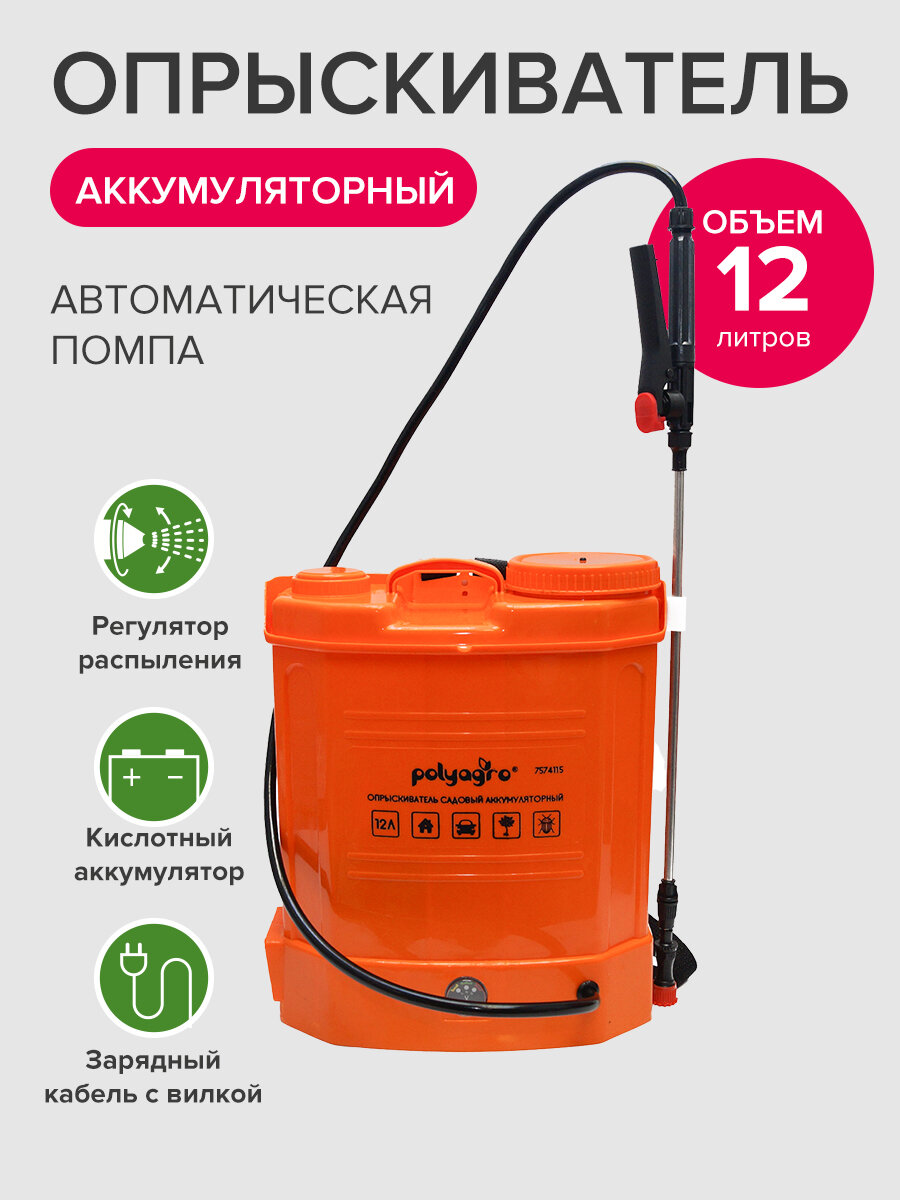 ОПРЫСКИВАТЕЛЬ
АККУМУЛЯТОРНЫЙ
АВТОМАТИЧЕСКАЯ
ПОМПА
ОБЪЕМ
12
литров
Регулятор
распыления
Кислотный
аккумулятор
Зарядный
кабель с вилкой
polyagro®
7574115
ОПРЫСКИВАТЕЛЬ САДОВЫЙ АККУМУЛЯТОРНЫЙ
12Л